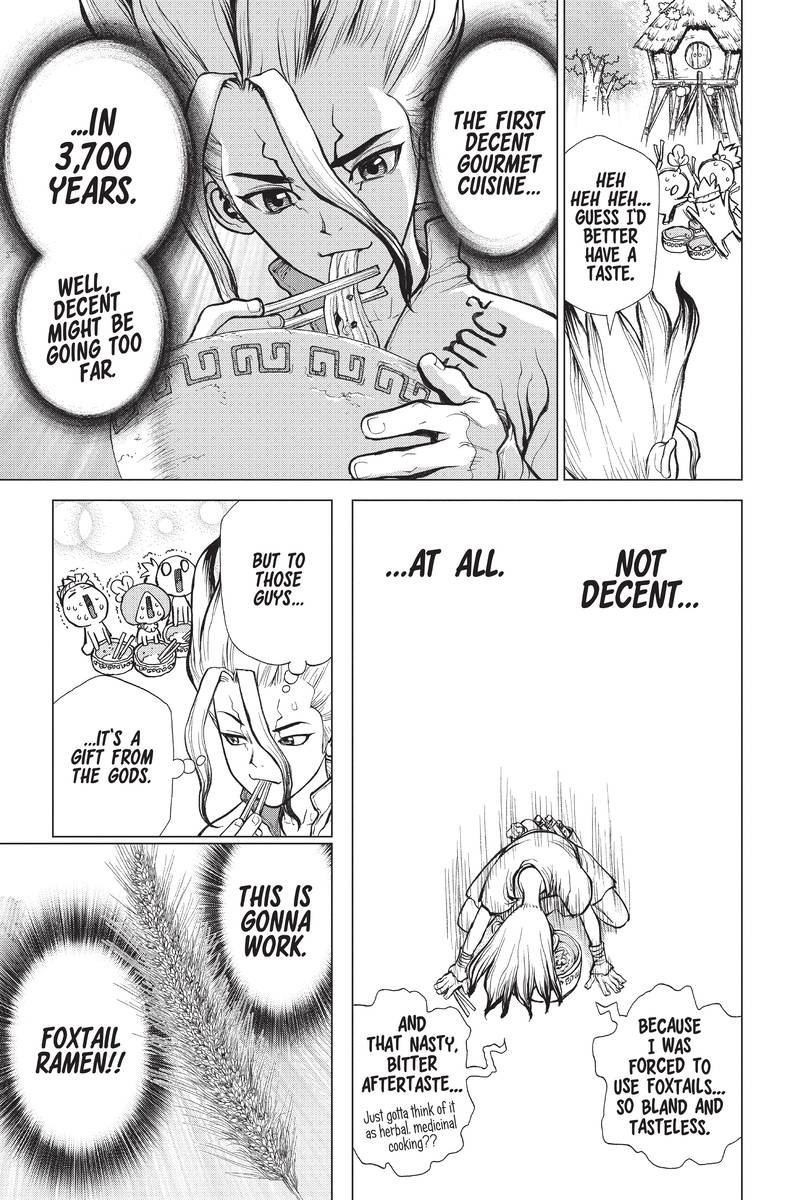 HEH
HEH HEH...
GUESS I'D
BETTER
HAVE A
TASTE.
THE FIRST
DECENT
GOURMET
CUISINE...
...IN
3,700
YEARS.
WELL,
DECENT
MIGHT BE
GOING TOO
FAR.
mc²
NOT
DECENT...
...AT ALL.
BECAUSE
I WAS
FORCED TO
USE FOXTAILS...
SO BLAND AND
TASTELESS.
AND
THAT NASTY,
BITTER
AFTERTASTE...
Just gotta think of it
as herbal, medicinal
cooking??
BUT TO
THOSE
GUYS...
...IT'S A
GIFT FROM
THE GODS.
THIS IS
GONNA
WORK.
FOXTAIL
RAMEN!!